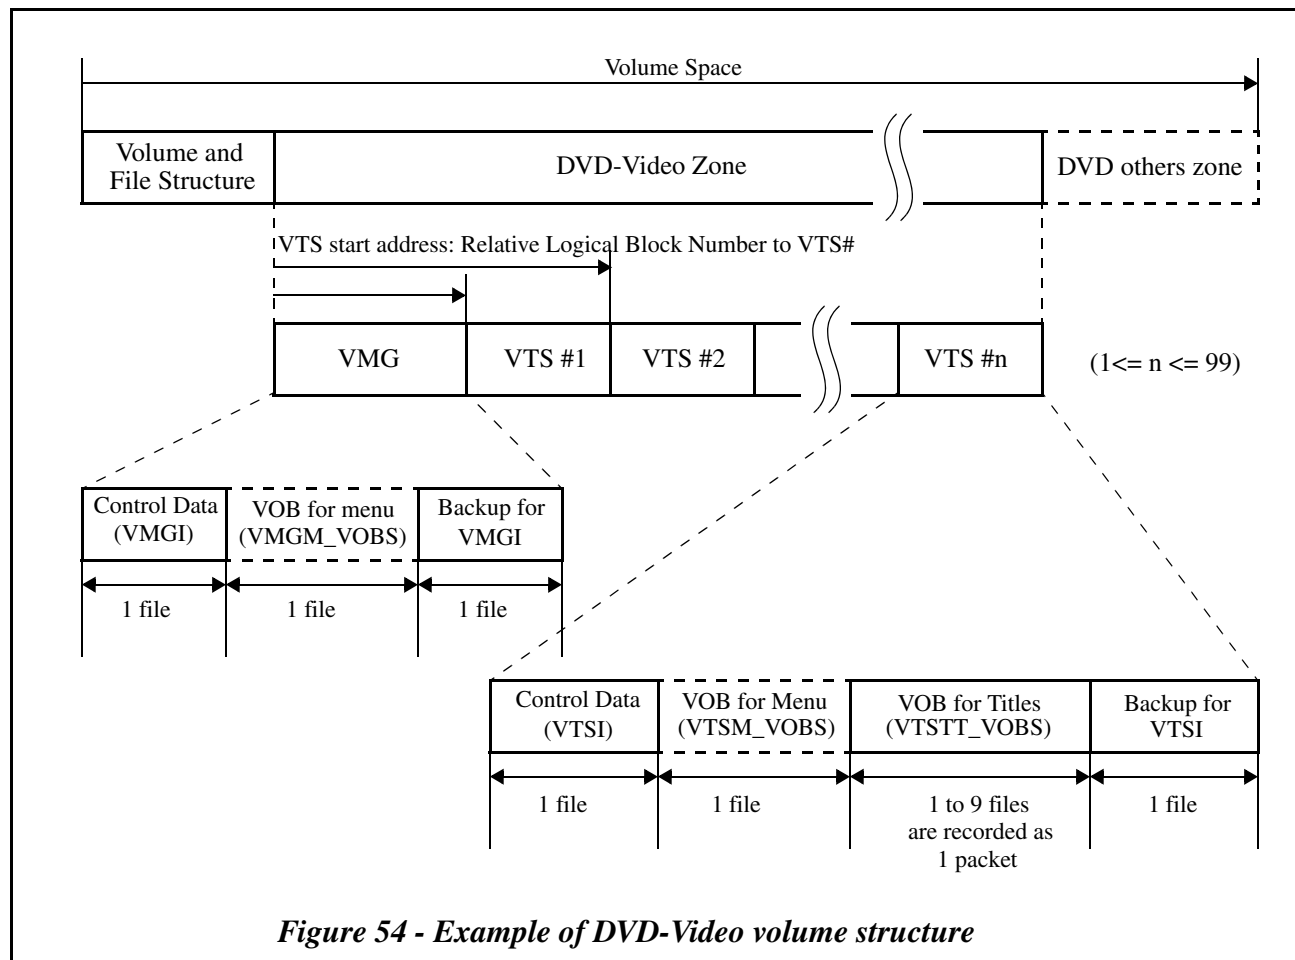 Volume Space
Volume and
File Structure
DVD-Video Zone
DVD others zone
VTS start address: Relative Logical Block Number to VTS#
VMG
VTS #1
VTS #2
VTS #n
(1<= n <= 99)
Control Data
(VMGI)
VOB for menu
(VMGM_VOBS)
Backup for
VMGI
1 file
1 file
1 file
Control Data
(VTSI)
VOB for Menu
(VTSM_VOBS)
VOB for Titles
(VTSTT_VOBS)
Backup for
VTSI
1 file
1 file
1 to 9 files
are recorded as
1 packet
1 file
Figure 54 - Example of DVD-Video volume structure